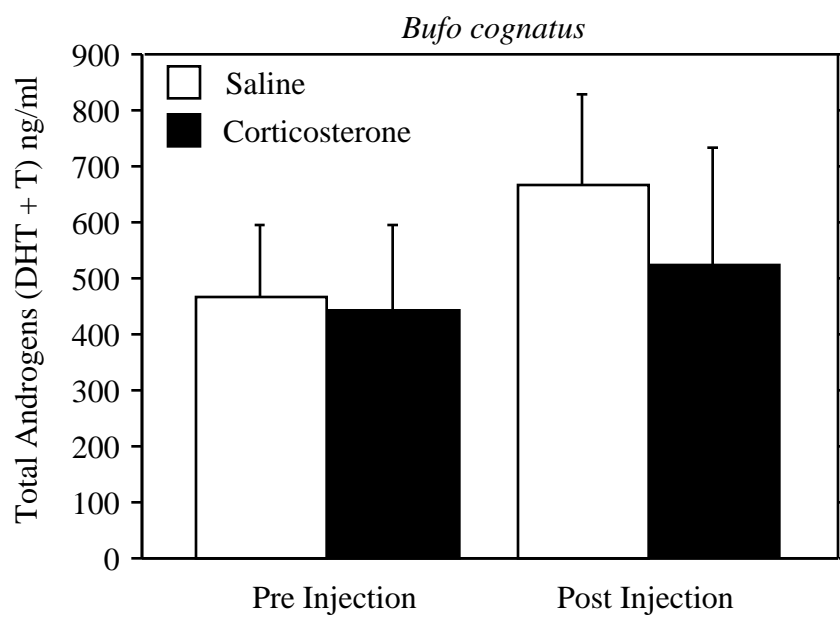 Bufo cognatus
Total Androgens (DHT + T) ng/ml
900
800
700
600
500
400
300
200
100
0
Saline
Corticosterone
Pre Injection
Post Injection